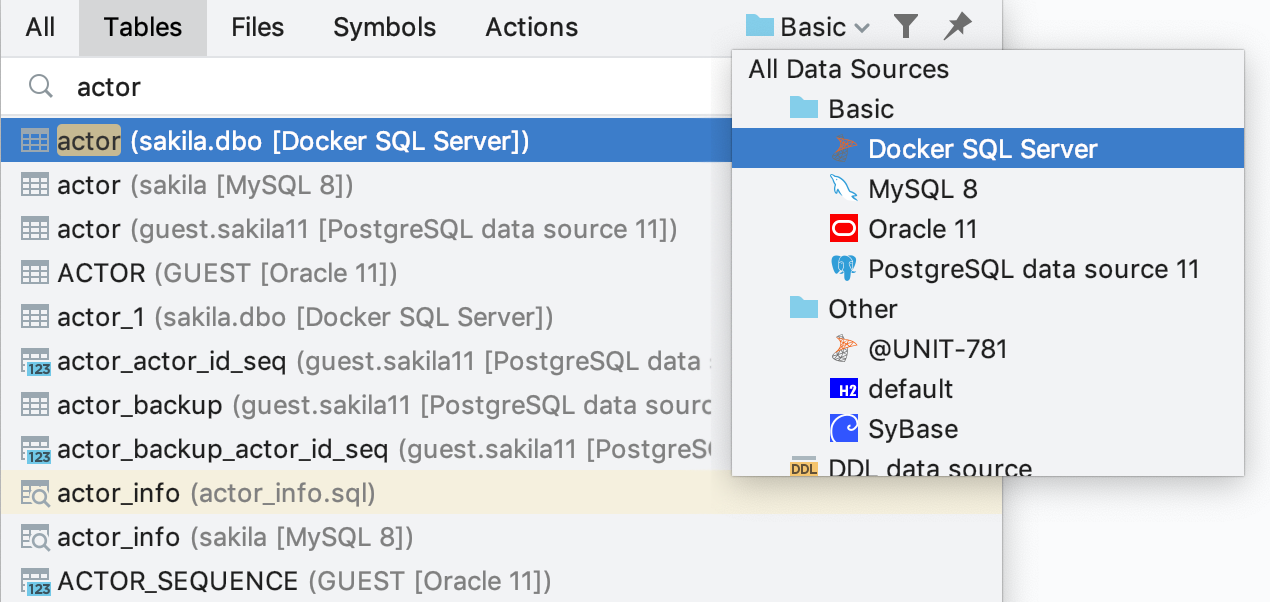 All Tables Files Symbols Actions Basic
actor
actor (sakila.dbo [Docker SQL Server])
actor (sakila [MySQL 8])
actor (guest.sakila11 [PostgreSQL data source 11])
ACTOR (GUEST [Oracle 11])
actor_1 (sakila.dbo [Docker SQL Server])
actor_actor_id_seq (guest.sakila11 [PostgreSQL data
actor_backup (guest.sakila11 [PostgreSQL data sourc
actor_backup_actor_id_seq (guest.sakila11 [PostgreS
actor_info (actor_info.sql)
actor_info (sakila [MySQL 8])
ACTOR_SEQUENCE (GUEST [Oracle 11])
All Data Sources
Basic
Docker SQL Server
MySQL 8
Oracle 11
PostgreSQL data source 11
Other
@UNIT-781
H2 default
SyBase
DDL DDL data source
123
123
123